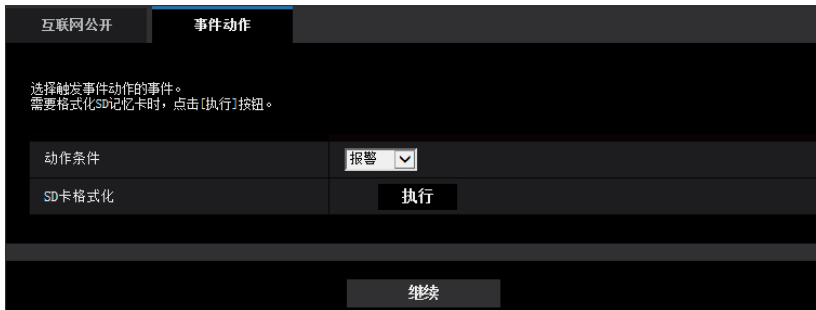 互联网公开
事件动作
选择触发事件动作的事件。
需要格式化SD记忆卡时，点击[执行]按钮。
动作条件
报警
SD卡格式化
执行
继续